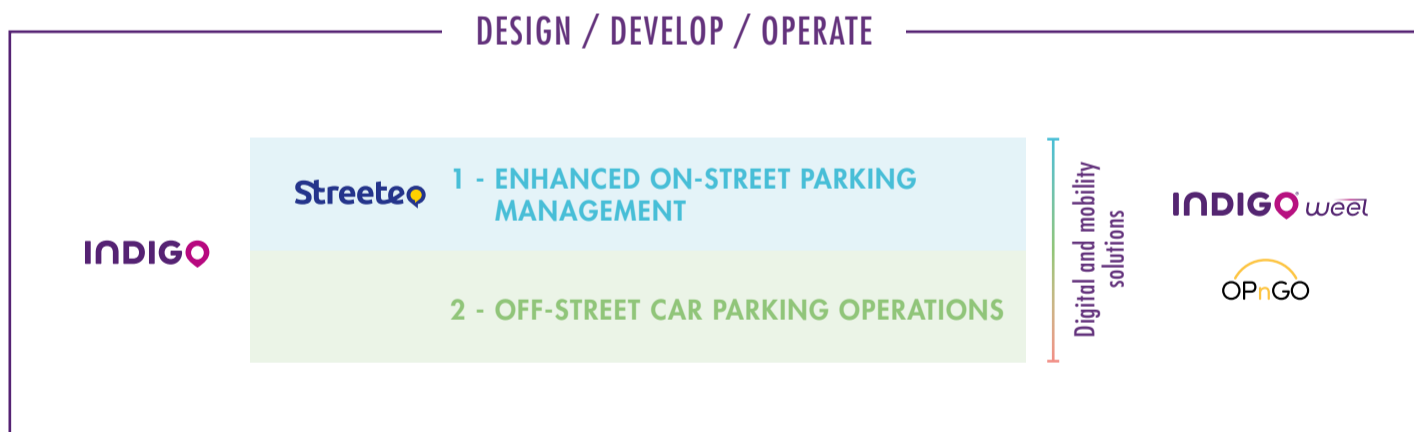 DESIGN / DEVELOP / OPERATE
Streeteo
1 - ENHANCED ON-STREET PARKING
MANAGEMENT
INDIGO
2 - OFF-STREET CAR PARKING OPERATIONS
Digital and mobility
solutions
INDIGO weel
OPnGO